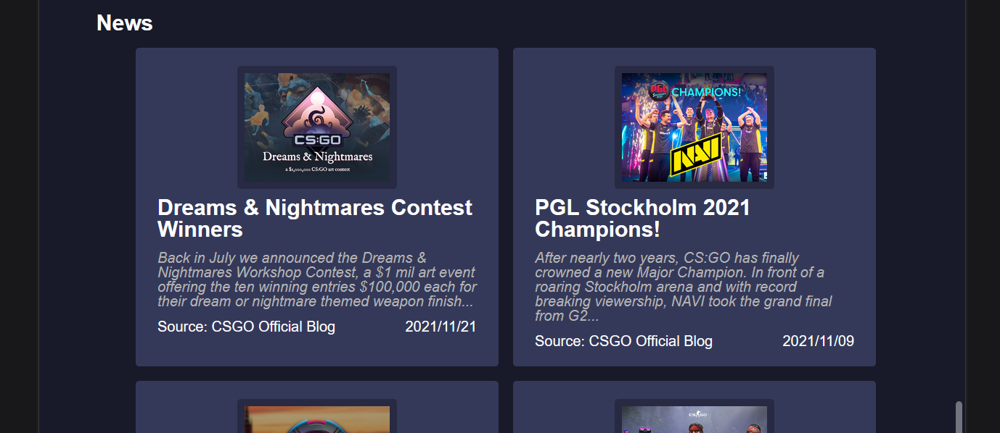 News
CS:GO
Dreams & Nightmares
a $1,000,000 CS:GO art contest
Dreams & Nightmares Contest
Winners
Back in July we announced the Dreams &
Nightmares Workshop Contest, a $1 mil art event
offering the ten winning entries $100,000 each for
their dream or nightmare themed weapon finish...
Source: CSGO Official Blog 2021/11/21
PGL CHAMPIONS!
NAVI
PGL Stockholm 2021
Champions!
After nearly two years, CS:GO has finally
crowned a new Major Champion. In front of a
roaring Stockholm arena and with record
breaking viewership, NAVI took the grand final
from G2...
Source: CSGO Official Blog 2021/11/09
CS GO